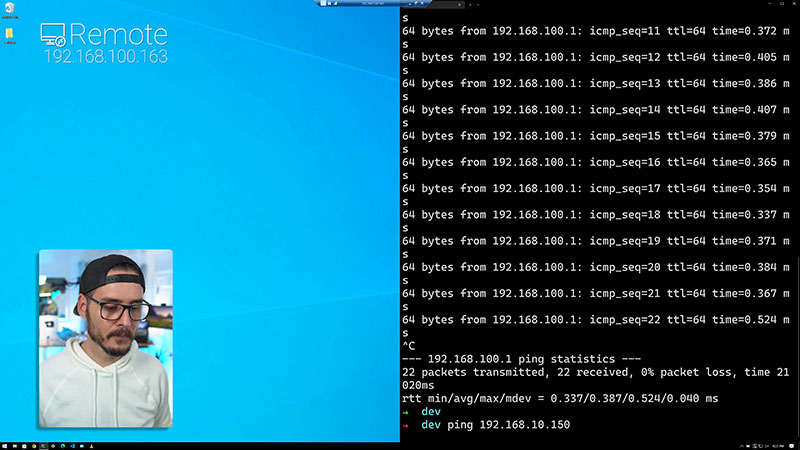 Remote
192.168.100.163
s
64 bytes from 192.168.100.1: icmp_seq=11 ttl=64 time=0.372 m
s
64 bytes from 192.168.100.1: icmp_seq=12 ttl=64 time=0.405 m
s
64 bytes from 192.168.100.1: icmp_seq=13 ttl=64 time=0.386 m
s
64 bytes from 192.168.100.1: icmp_seq=14 ttl=64 time=0.407 m
s
64 bytes from 192.168.100.1: icmp_seq=15 ttl=64 time=0.379 m
s
64 bytes from 192.168.100.1: icmp_seq=16 ttl=64 time=0.365 m
s
64 bytes from 192.168.100.1: icmp_seq=17 ttl=64 time=0.354 m
s
64 bytes from 192.168.100.1: icmp_seq=18 ttl=64 time=0.337 m
s
64 bytes from 192.168.100.1: icmp_seq=19 ttl=64 time=0.371 m
s
64 bytes from 192.168.100.1: icmp_seq=20 ttl=64 time=0.384 m
s
64 bytes from 192.168.100.1: icmp_seq=21 ttl=64 time=0.367 m
s
64 bytes from 192.168.100.1: icmp_seq=22 ttl=64 time=0.524 m
s
^C
--- 192.168.100.1 ping statistics ---
22 packets transmitted, 22 received, 0% packet loss, time 21
020ms
rtt min/avg/max/mdev = 0.337/0.387/0.524/0.040 ms
→ dev
→ dev ping 192.168.10.150